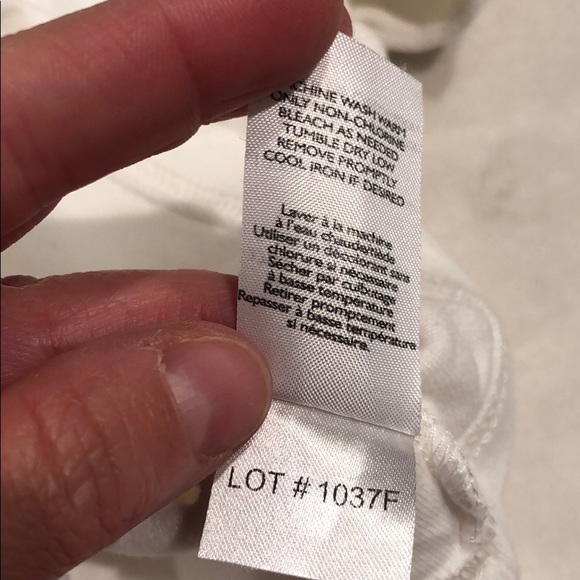 CHINE WASH WARM
ONLY NON-CHLORINE
BLEACH AS NEEDED
TUMBLE DRY LOW
REMOVE PROMPTLY
COOL IRON IF DESIRED
Laver à la machine
à l'eau chaude/tiède
Utiliser un décolorant sans
chlorure si nécessaire
Sécher par culbutage
à basse température
Retirer promptement
Repasser à basse température
si nécessaire.
LOT # 1037F